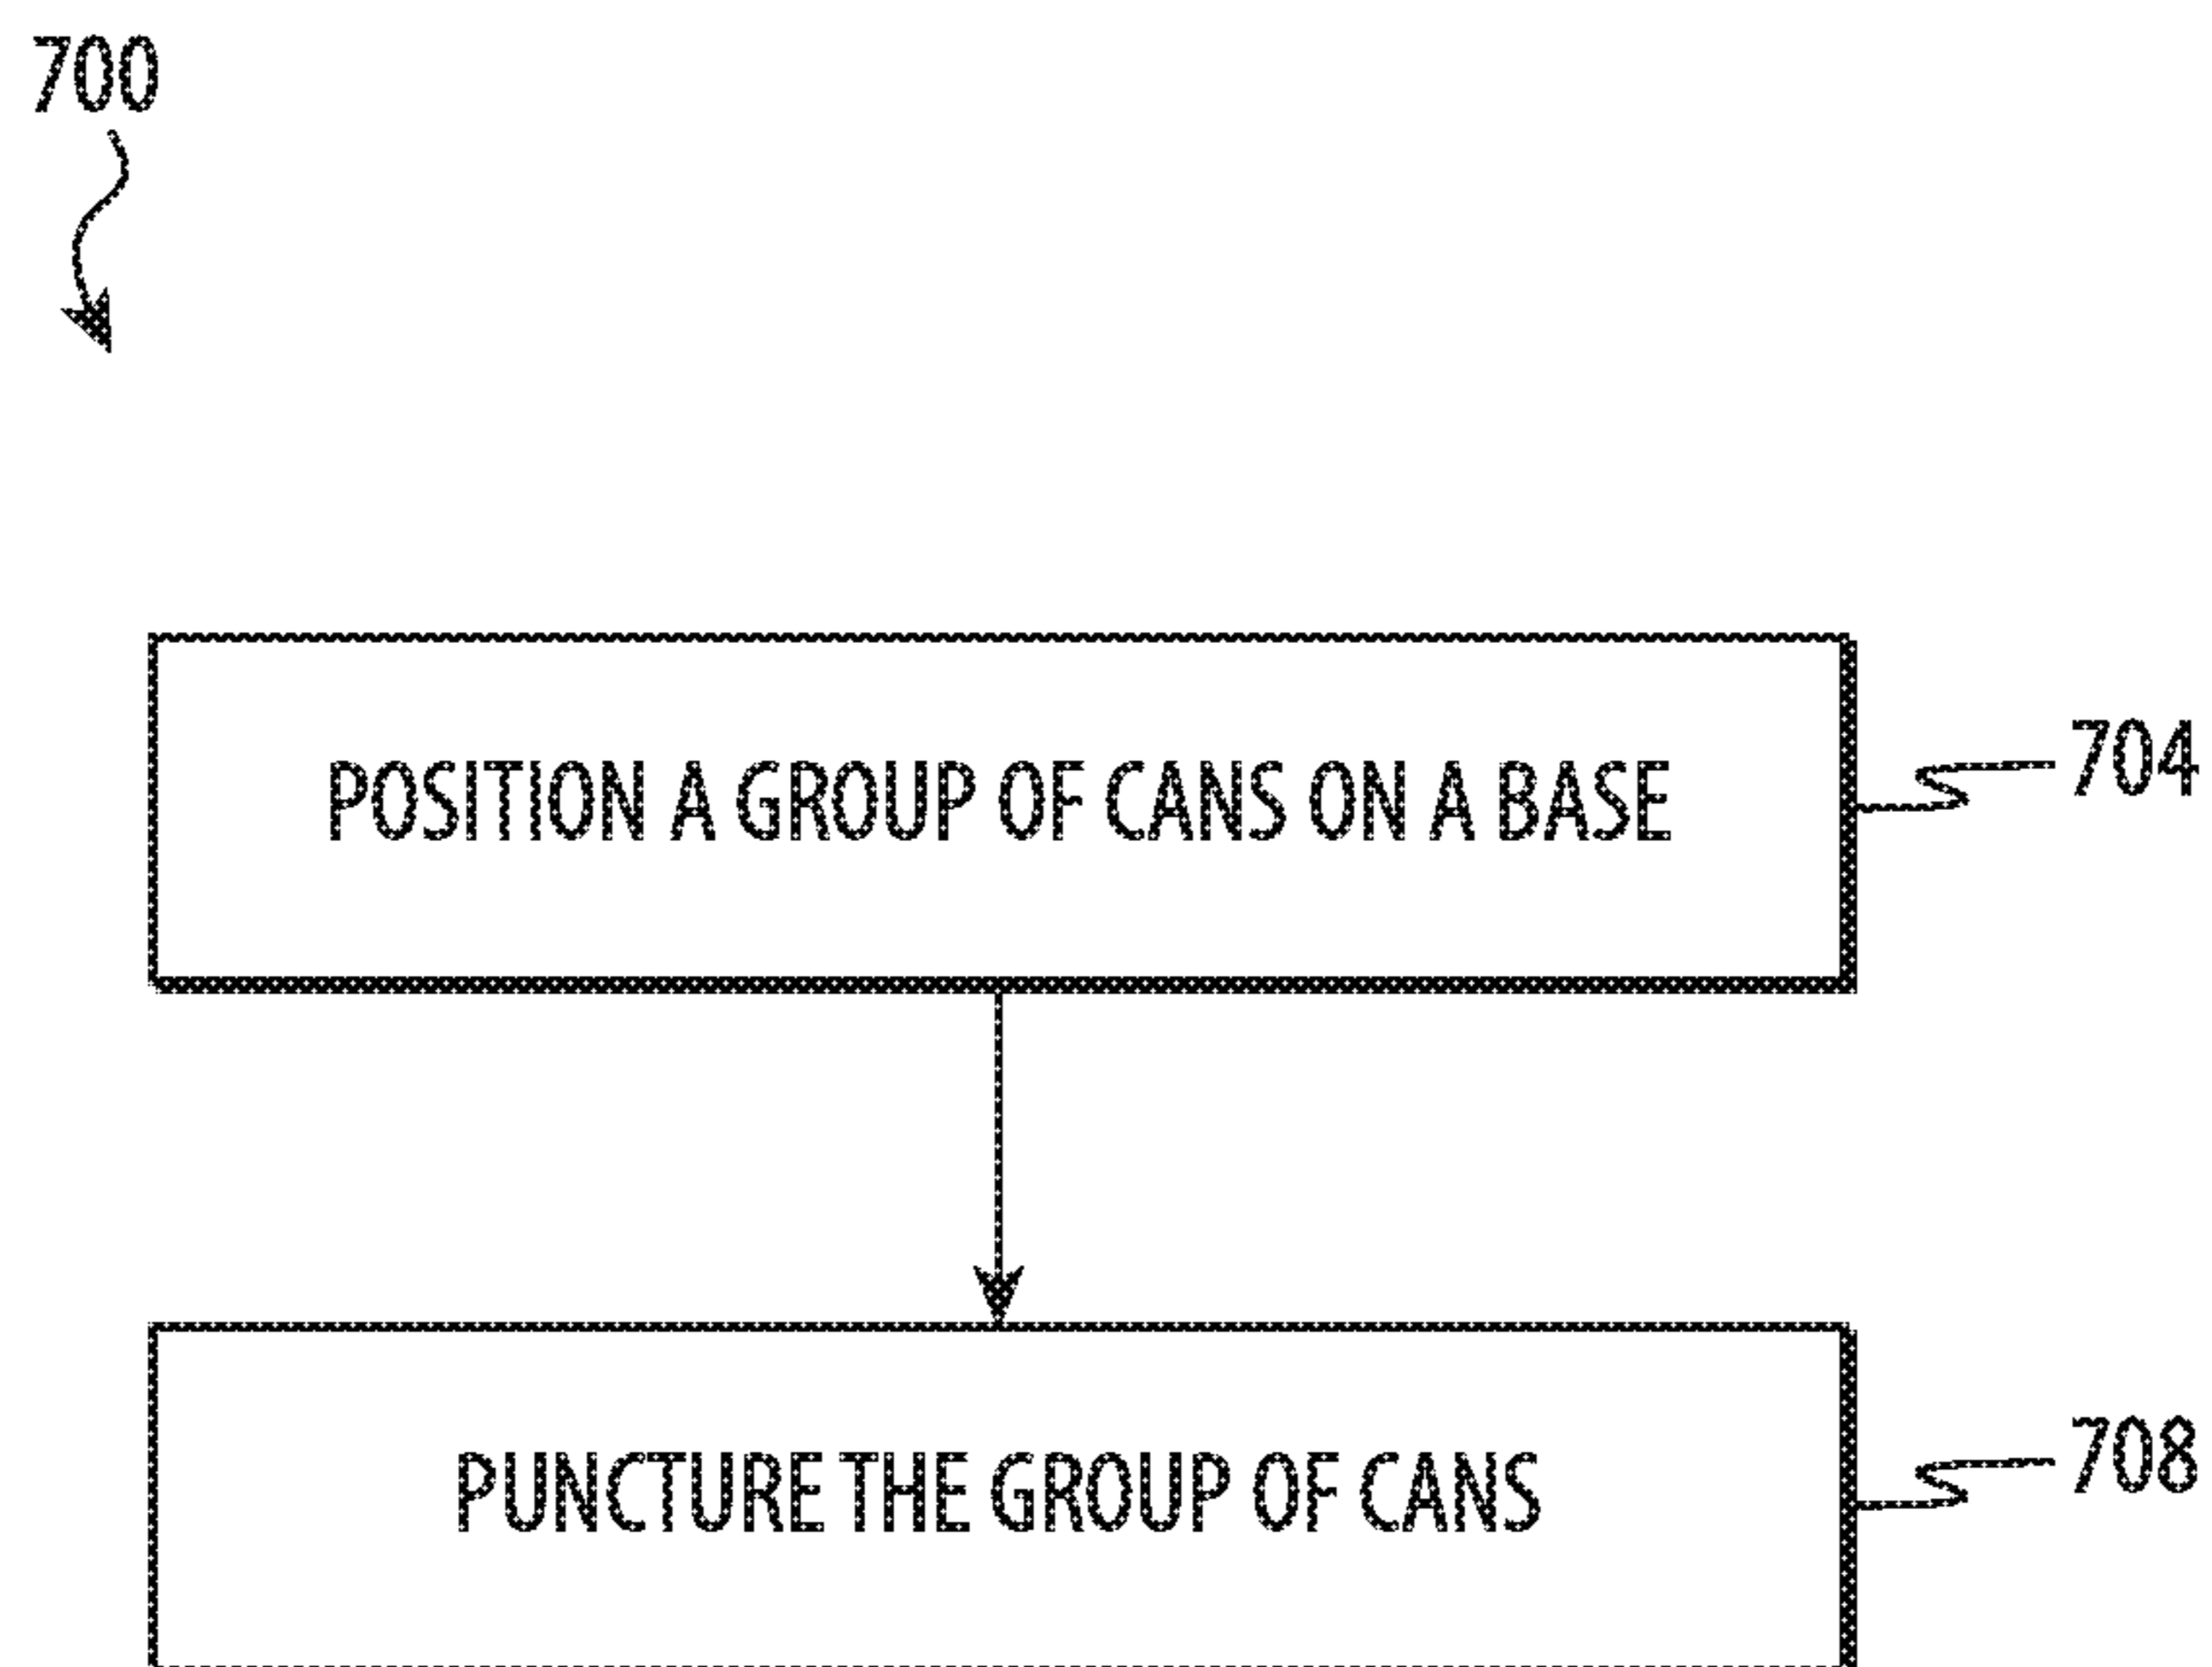 700
POSITION A GROUP OF CANS ON A BASE
704
PUNCTURE THE GROUP OF CANS
708